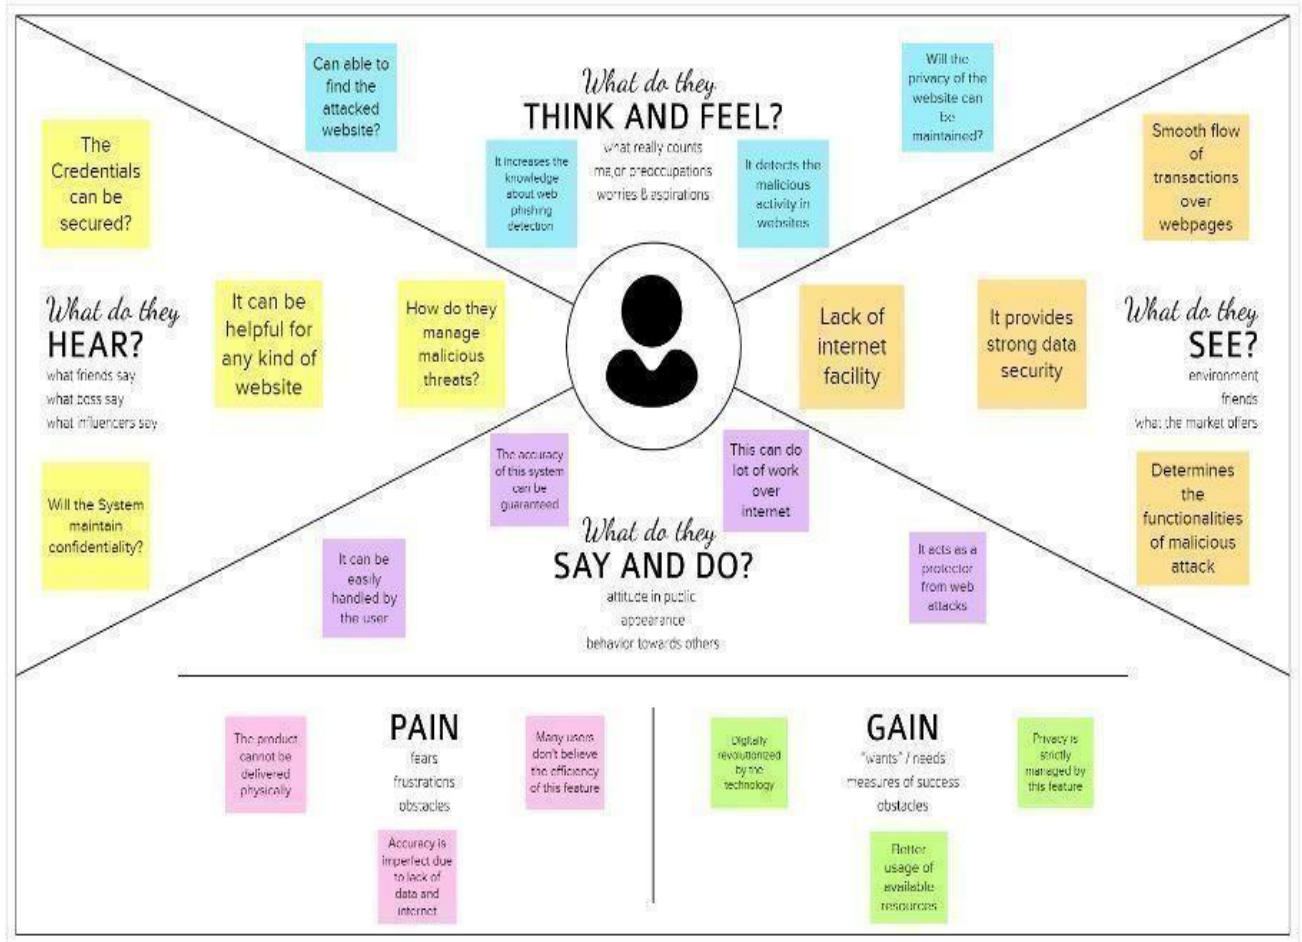 Can able to
find the
attacked
website?
What do they
THINK AND FEEL?
what really counts
major preoccupations
worries & aspirations
It increases the
knowledge
about web
phishing
detection
It detects the
malicious
activity in
websites
Will the
privacy of the
website can
be
maintained?
The
Credentials
can be
secured?
What do they
HEAR?
what friends say
what boss say
what influencers say
It can be
helpful for
any kind of
website
How do they
manage
malicious
threats?
Will the System
maintain
confidentiality?
Smooth flow
of
transactions
over
webpages
Lack of
internet
facility
It provides
strong data
security
What do they
SEE?
environment
friends
what the market offers
Determines
the
functionalities
of malicious
attack
The accuracy
of this system
can be
guaranteed
This can do
lot of work
over
internet
What do they
SAY AND DO?
attitude in public
appearance
behavior towards others
It can be
easily
handled by
the user
It acts as a
protector
from web
attacks
PAIN
fears
frustrations
obstacles
The product
cannot be
delivered
physically
Many users
don't believe
the efficiency
of this feature
Accuracy is
imperfect due
to lack of
data and
internet
GAIN
"wants" / needs
measures of success
obstacles
Digitally
revolutionized
by the
technology
Privacy is
strictly
managed by
this feature
Better
usage of
available
resources